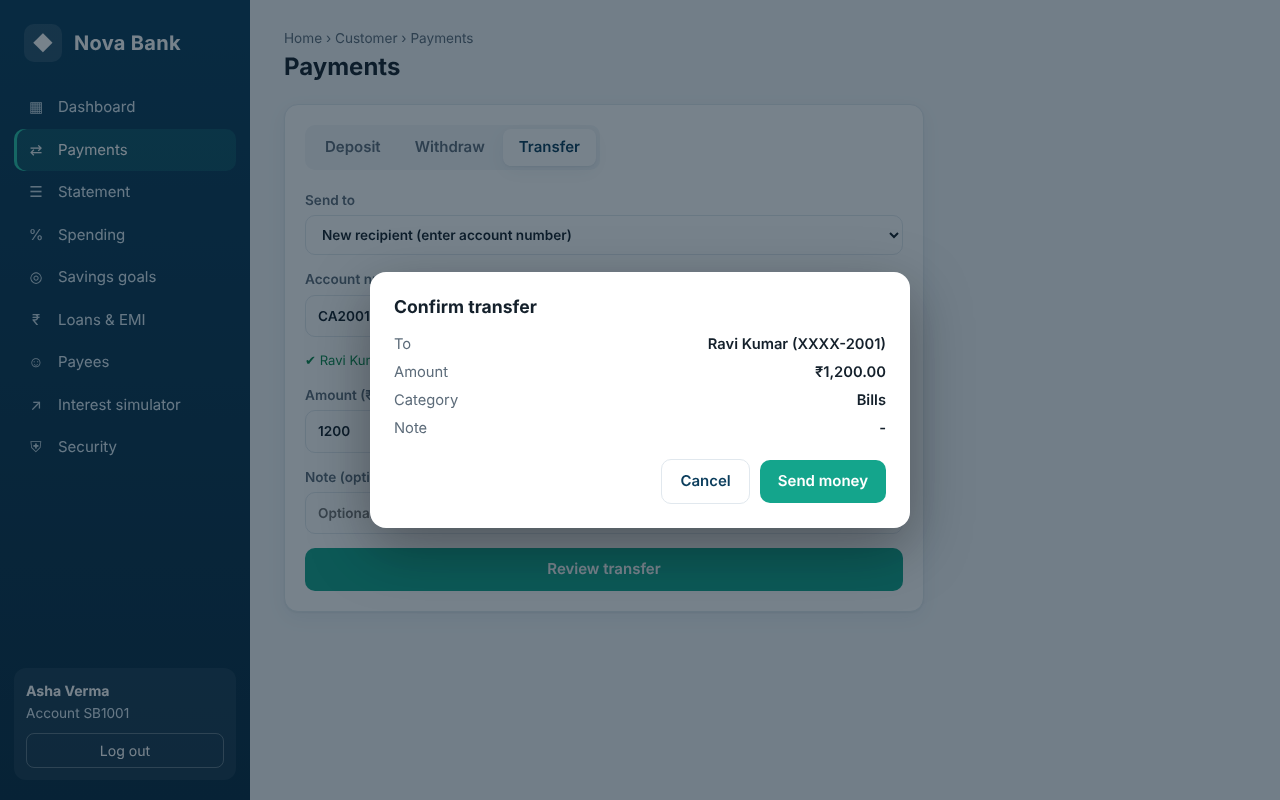 Nova Bank
Dashboard
Payments
Statement
Spending
Savings goals
Loans & EMI
Payees
Interest simulator
Security
Asha Verma
Account SB1001
Log out
Home › Customer › Payments
Payments
Deposit Withdraw Transfer
Send to
New recipient (enter account number)
Account
CA2001
✔ Ravi
Amount
1200
Note
Review transfer
Confirm transfer
To Ravi Kumar (XXXX-2001)
Amount ₹1,200.00
Category Bills
Note -
Cancel Send money